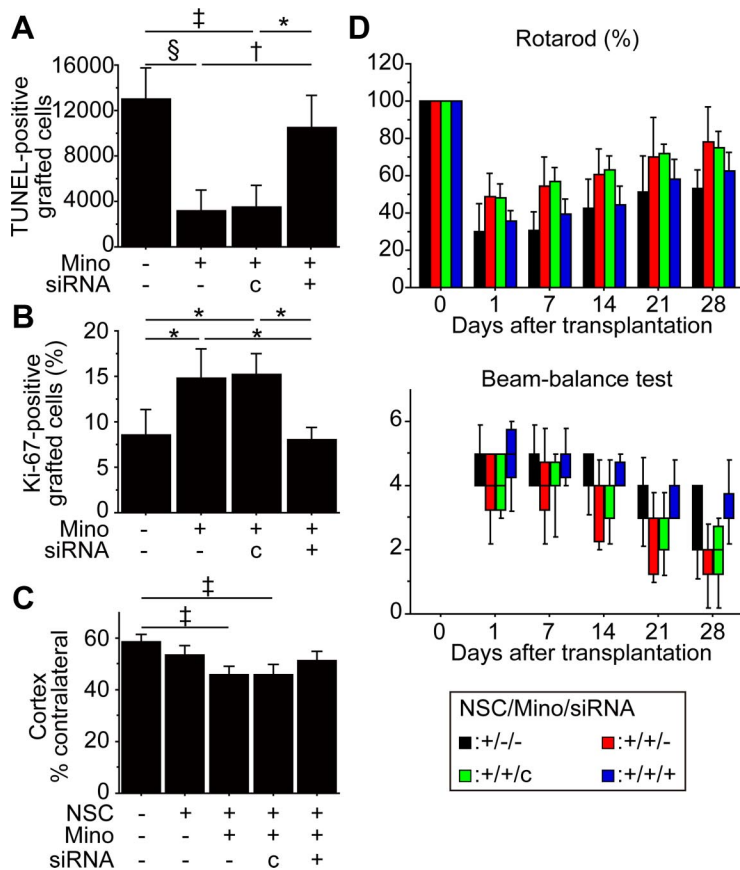 A
‡ *
§ †
TUNEL-positive
grafted cells
16000
12000
8000
4000
0
Mino - + + +
siRNA - - c +
B
* *
* *
Ki-67-positive
grafted cells (%)
20
15
10
5
0
Mino - + + +
siRNA - - c +
C
‡
‡
Cortex
% contralateral
60
40
20
0
NSC - + + + +
Mino - - + + +
siRNA - - - c +
D
Rotarod (%)
120
100
80
60
40
20
0
0 1 7 14 21 28
Days after transplantation
Beam-balance test
6
4
2
0
0 1 7 14 21 28
Days after transplantation
NSC/Mino/siRNA
:+/-/- :+/+/-
:+/+/c :+/+/+